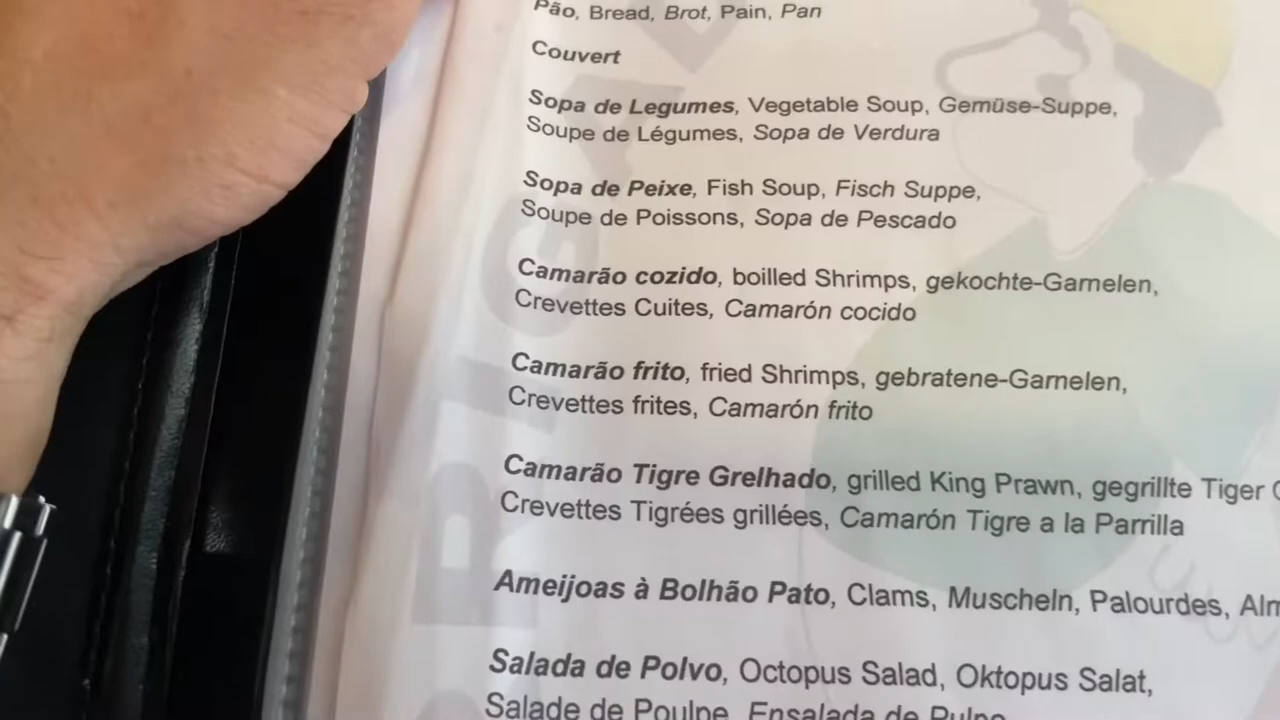 Pão, Bread, Brot, Pain, Pan
Couvert
Sopa de Legumes, Vegetable Soup, Gemüse-Suppe,
Soupe de Légumes, Sopa de Verdura
Sopa de Peixe, Fish Soup, Fisch Suppe,
Soupe de Poissons, Sopa de Pescado
Camarão cozido, boilled Shrimps, gekochte-Garnelen,
Crevettes Cuites, Camarón cocido
Camarão frito, fried Shrimps, gebratene-Garnelen,
Crevettes frites, Camarón frito
Camarão Tigre Grelhado, grilled King Prawn, gegrillte Tiger
Crevettes Tigrées grillées, Camarón Tigre a la Parrilla
Ameijoas à Bolhão Pato, Clams, Muscheln, Palourdes,
Salada de Polvo, Octopus Salad, Oktopus Salat,
Salade de Poulpe, Ensalada de Pulpo